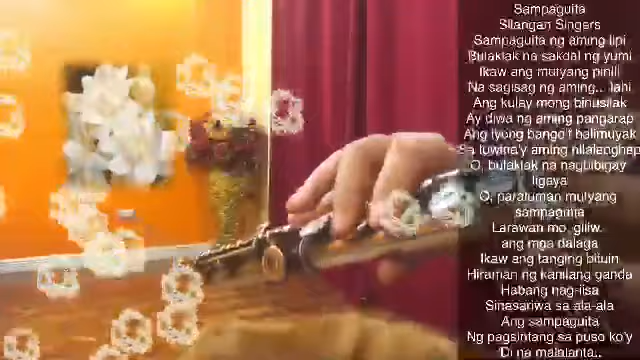 Sampaguita
Silangan Singers
Sampaguita ng aming lipi
Bulaklak na sakdal ng yumi
Ikaw ang mutyang pinili
Na sagisag ng aming.. lahi
Ang kulay mong binusilak
Ay diwa ng aming pangarap
Ang iyong bango't halimuyak
Sa tuwina'y aming nilalanghap
O, bulaklak na nagbibigay
ligaya
O, paraluman mutyang
sampaguita
Larawan mo, giliw
ang mga dalaga
Ikaw ang tanging bituin
Hiraman ng kanilang ganda
Habang nag-iisa
Sinasariwa sa ala-ala
Ang sampaguita
Ng pagsintang sa puso ko'y
'Di na malalanta..